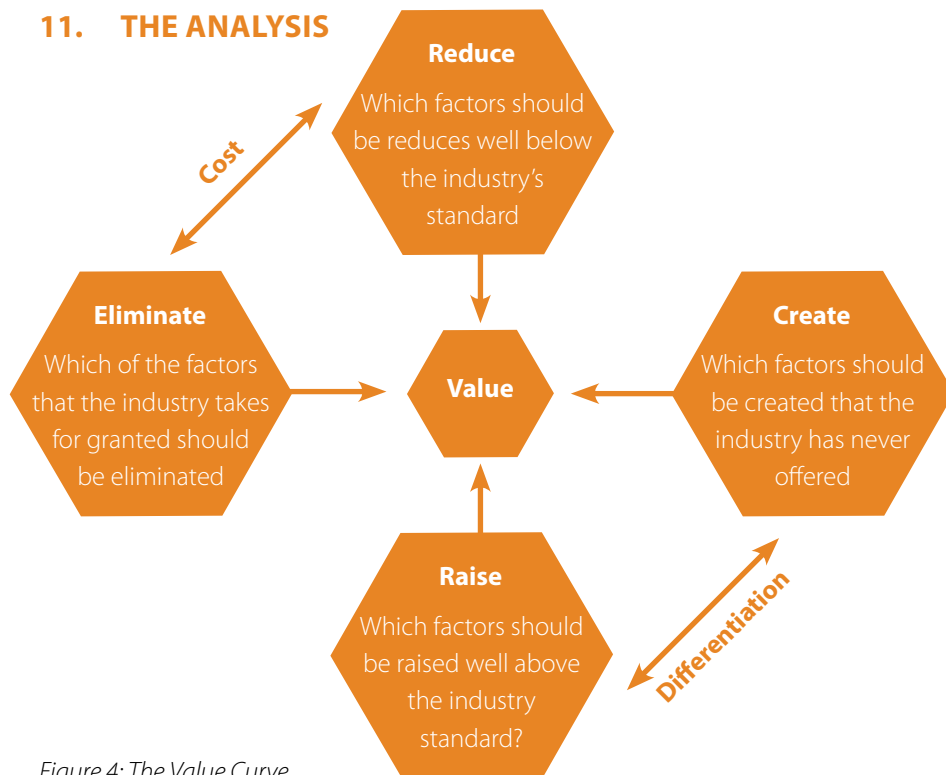 11. THE ANALYSIS
Reduce
Which factors should
be reduces well below
the industry's
standard
Cost
Eliminate
Which of the factors
that the industry takes
for granted should
be eliminated
Value
Create
Which factors should
be created that the
industry has never
offered
Raise
Which factors should
be raised well above
the industry
standard?
Differentiation
Figure 4: The Value Curve